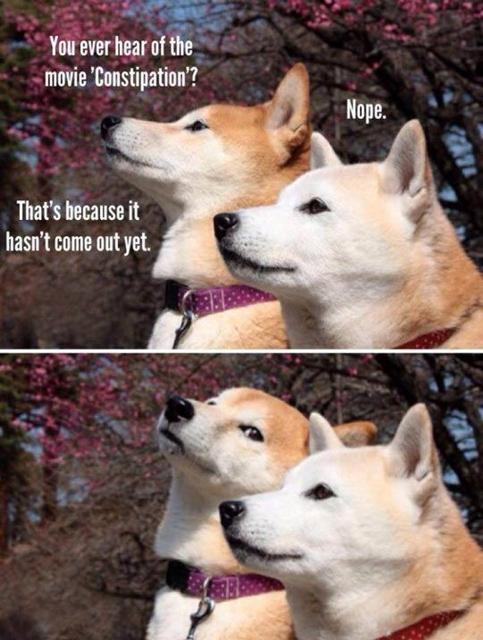 You ever hear of the
movie 'Constipation'?
Nope.
That's because it
hasn't come out yet.